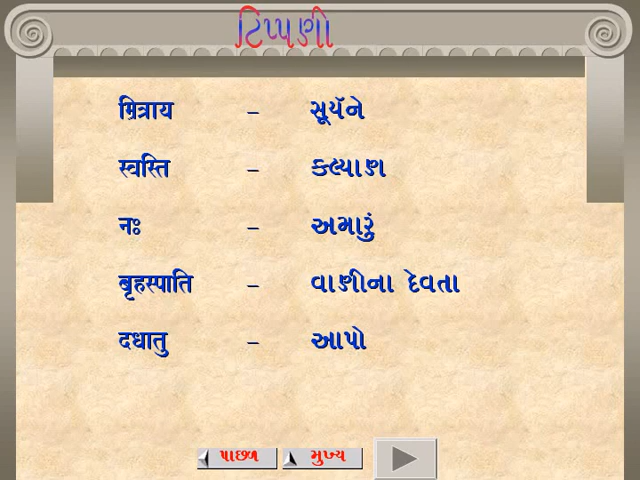 ટિપ્પણી
मित्राय – સૂર્યને
स्वस्ति – કલ્યાણ
नः – અમારું
बृहस्पाति – વાણીના દેવતા
दधातु – આપો
પાછળ મુખ્ય